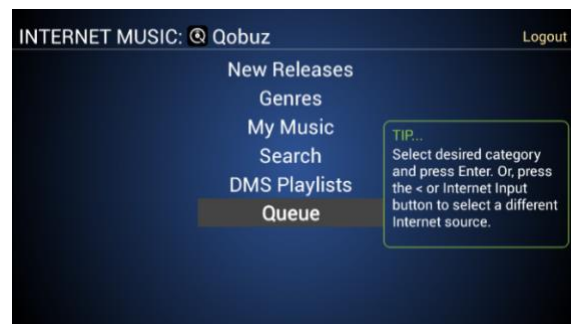 INTERNET MUSIC: Qobuz
Logout
New Releases
Genres
My Music
Search
DMS Playlists
Queue
TIP...
Select desired category
and press Enter. Or, press
the < or Internet Input
button to select a different
Internet source.